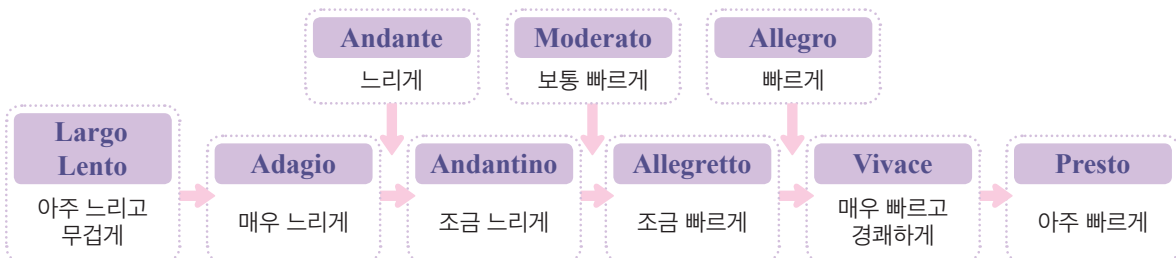 Andante
느리게
Moderato
보통 빠르게
Allegro
빠르게
Largo
Lento
아주 느리고
무겁게
Adagio
매우 느리게
Andantino
조금 느리게
Allegretto
조금 빠르게
Vivace
매우 빠르고
경쾌하게
Presto
아주 빠르게